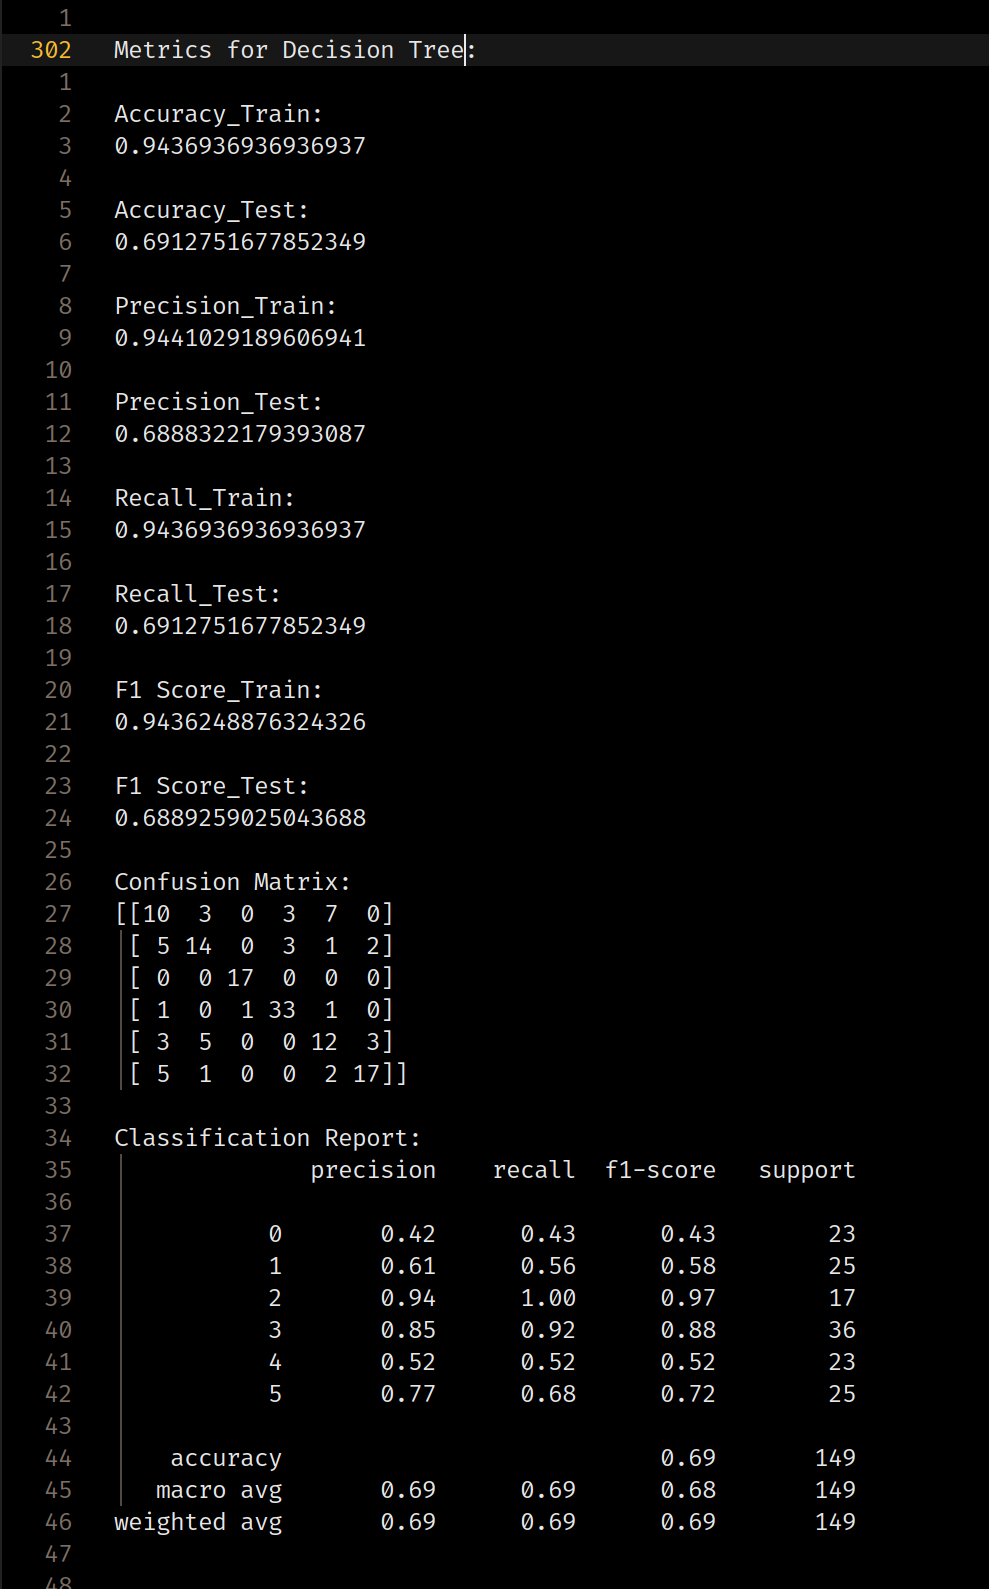 1
302 Metrics for Decision Tree:
1
2 Accuracy_Train:
3 0.9436936936936937
4
5 Accuracy_Test:
6 0.6912751677852349
7
8 Precision_Train:
9 0.9441029189606941
10
11 Precision_Test:
12 0.6888322179393087
13
14 Recall_Train:
15 0.9436936936936937
16
17 Recall_Test:
18 0.6912751677852349
19
20 F1 Score_Train:
21 0.9436248876324326
22
23 F1 Score_Test:
24 0.6889259025043688
25
26 Confusion Matrix:
27 [[10  3  0  3  7  0]
28  [ 5 14  0  3  1  2]
29  [ 0  0 17  0  0  0]
30  [ 1  0  1 33  1  0]
31  [ 3  5  0  0 12  3]
32  [ 5  1  0  0  2 17]]
33
34 Classification Report:
35               precision    recall  f1-score   support
36
37            0       0.42      0.43      0.43        23
38            1       0.61      0.56      0.58        25
39            2       0.94      1.00      0.97        17
40            3       0.85      0.92      0.88        36
41            4       0.52      0.52      0.52        23
42            5       0.77      0.68      0.72        25
43
44     accuracy                           0.69       149
45    macro avg       0.69      0.69      0.68       149
46 weighted avg       0.69      0.69      0.69       149
47
48